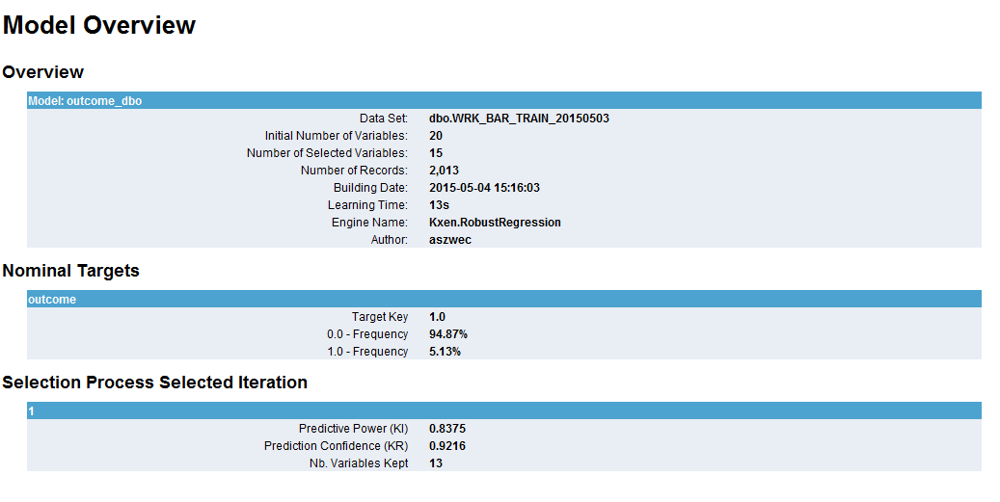 Model Overview
Overview
Model: outcome_dbo
Data Set: dbo.WRK_BAR_TRAIN_20150503
Initial Number of Variables: 20
Number of Selected Variables: 15
Number of Records: 2,013
Building Date: 2015-05-04 15:16:03
Learning Time: 13s
Engine Name: Kxen.RobustRegression
Author: aszwec
Nominal Targets
outcome
Target Key 1.0
0.0 - Frequency 94.87%
1.0 - Frequency 5.13%
Selection Process Selected Iteration
1
Predictive Power (KI) 0.8375
Prediction Confidence (KR) 0.9216
Nb. Variables Kept 13